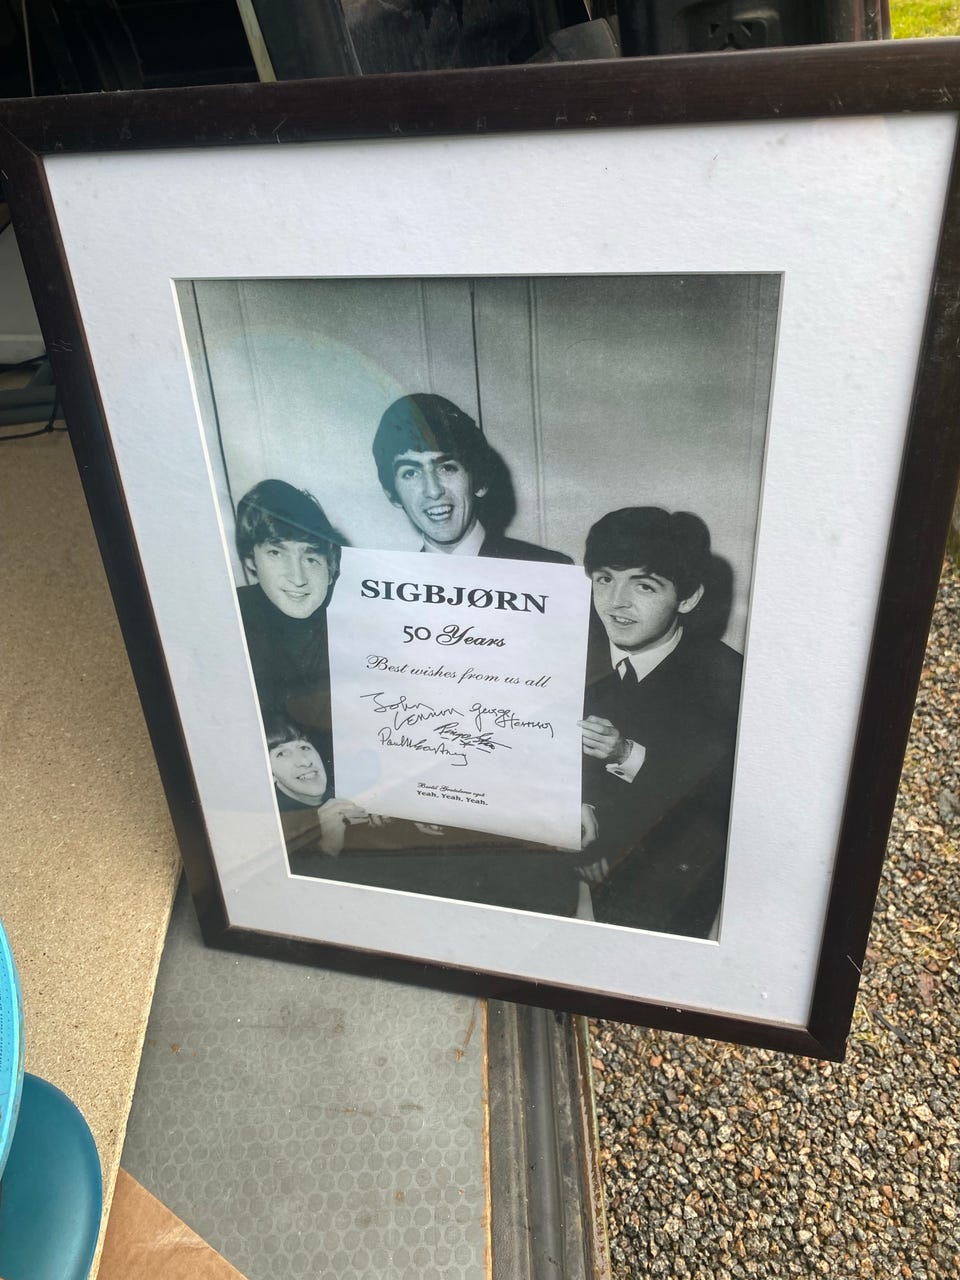 SIGBJØRN
50 Years
Best wishes from us all
John
Lennon George
Harrison
Ringo Starr
Paul McCartney
Yeah, Yeah, Yeah.